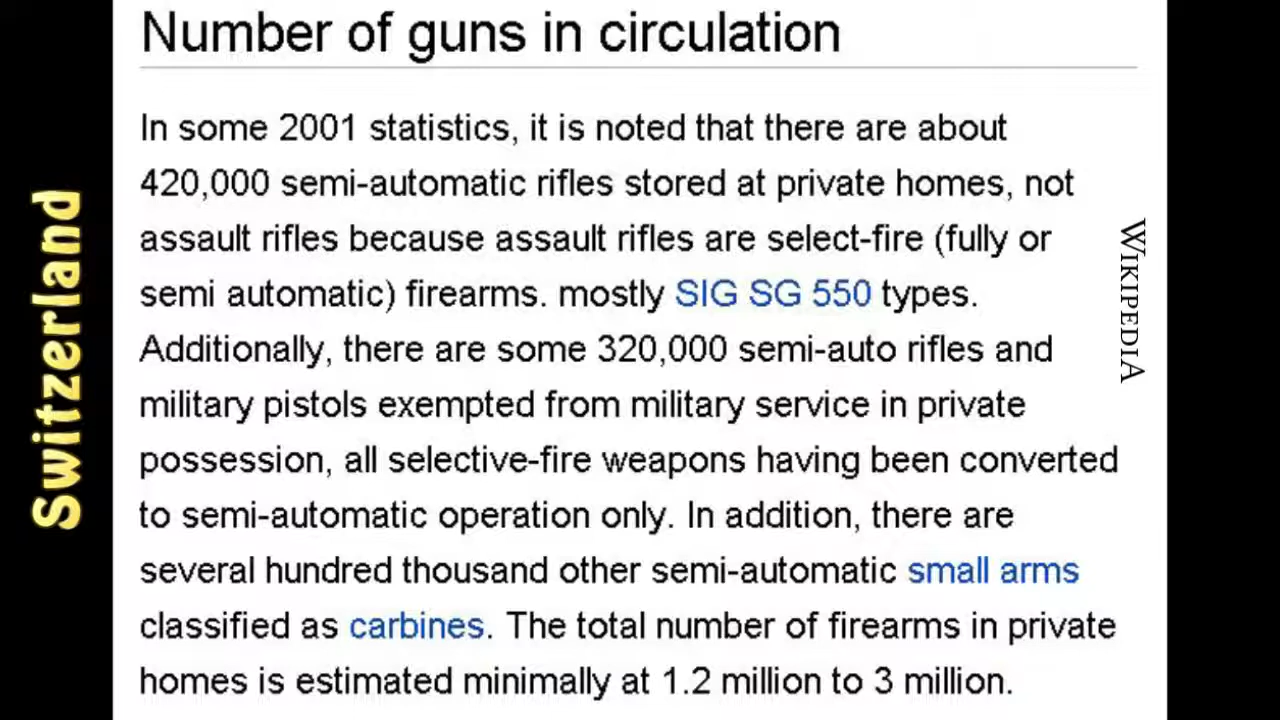 Number of guns in circulation
In some 2001 statistics, it is noted that there are about
420,000 semi-automatic rifles stored at private homes, not
assault rifles because assault rifles are select-fire (fully or
semi automatic) firearms. mostly SIG SG 550 types.
Additionally, there are some 320,000 semi-auto rifles and
military pistols exempted from military service in private
possession, all selective-fire weapons having been converted
to semi-automatic operation only. In addition, there are
several hundred thousand other semi-automatic small arms
classified as carbines. The total number of firearms in private
homes is estimated minimally at 1.2 million to 3 million.
Switzerland
WIKIPEDIA